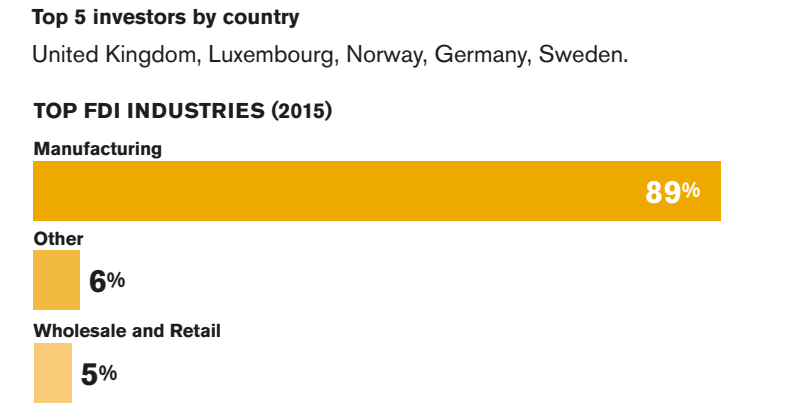 Top 5 investors by country
United Kingdom, Luxembourg, Norway, Germany, Sweden.
TOP FDI INDUSTRIES (2015)
Manufacturing
89%
Other
6%
Wholesale and Retail
5%